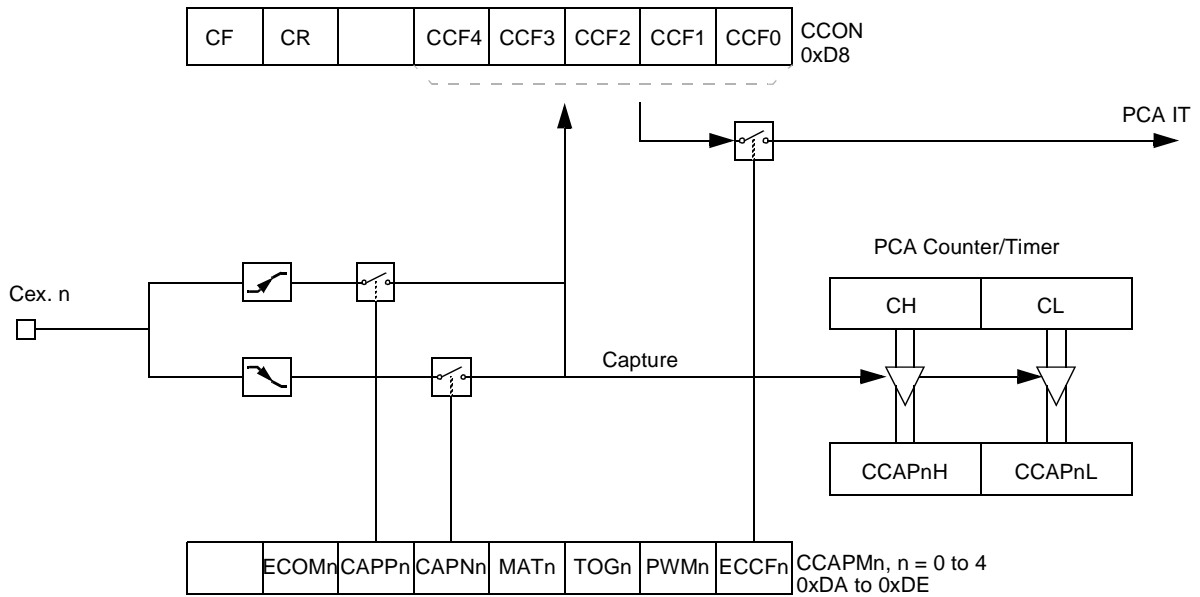 CF CR CCF4 CCF3 CCF2 CCF1 CCF0 CCON
0xD8
PCA IT
PCA Counter/Timer
Cex. n
CH CL
Capture
CCAPnH CCAPnL
ECOMn CAPPn CAPNn MATn TOGn PWMn ECCFn CCAPMn, n = 0 to 4
0xDA to 0xDE